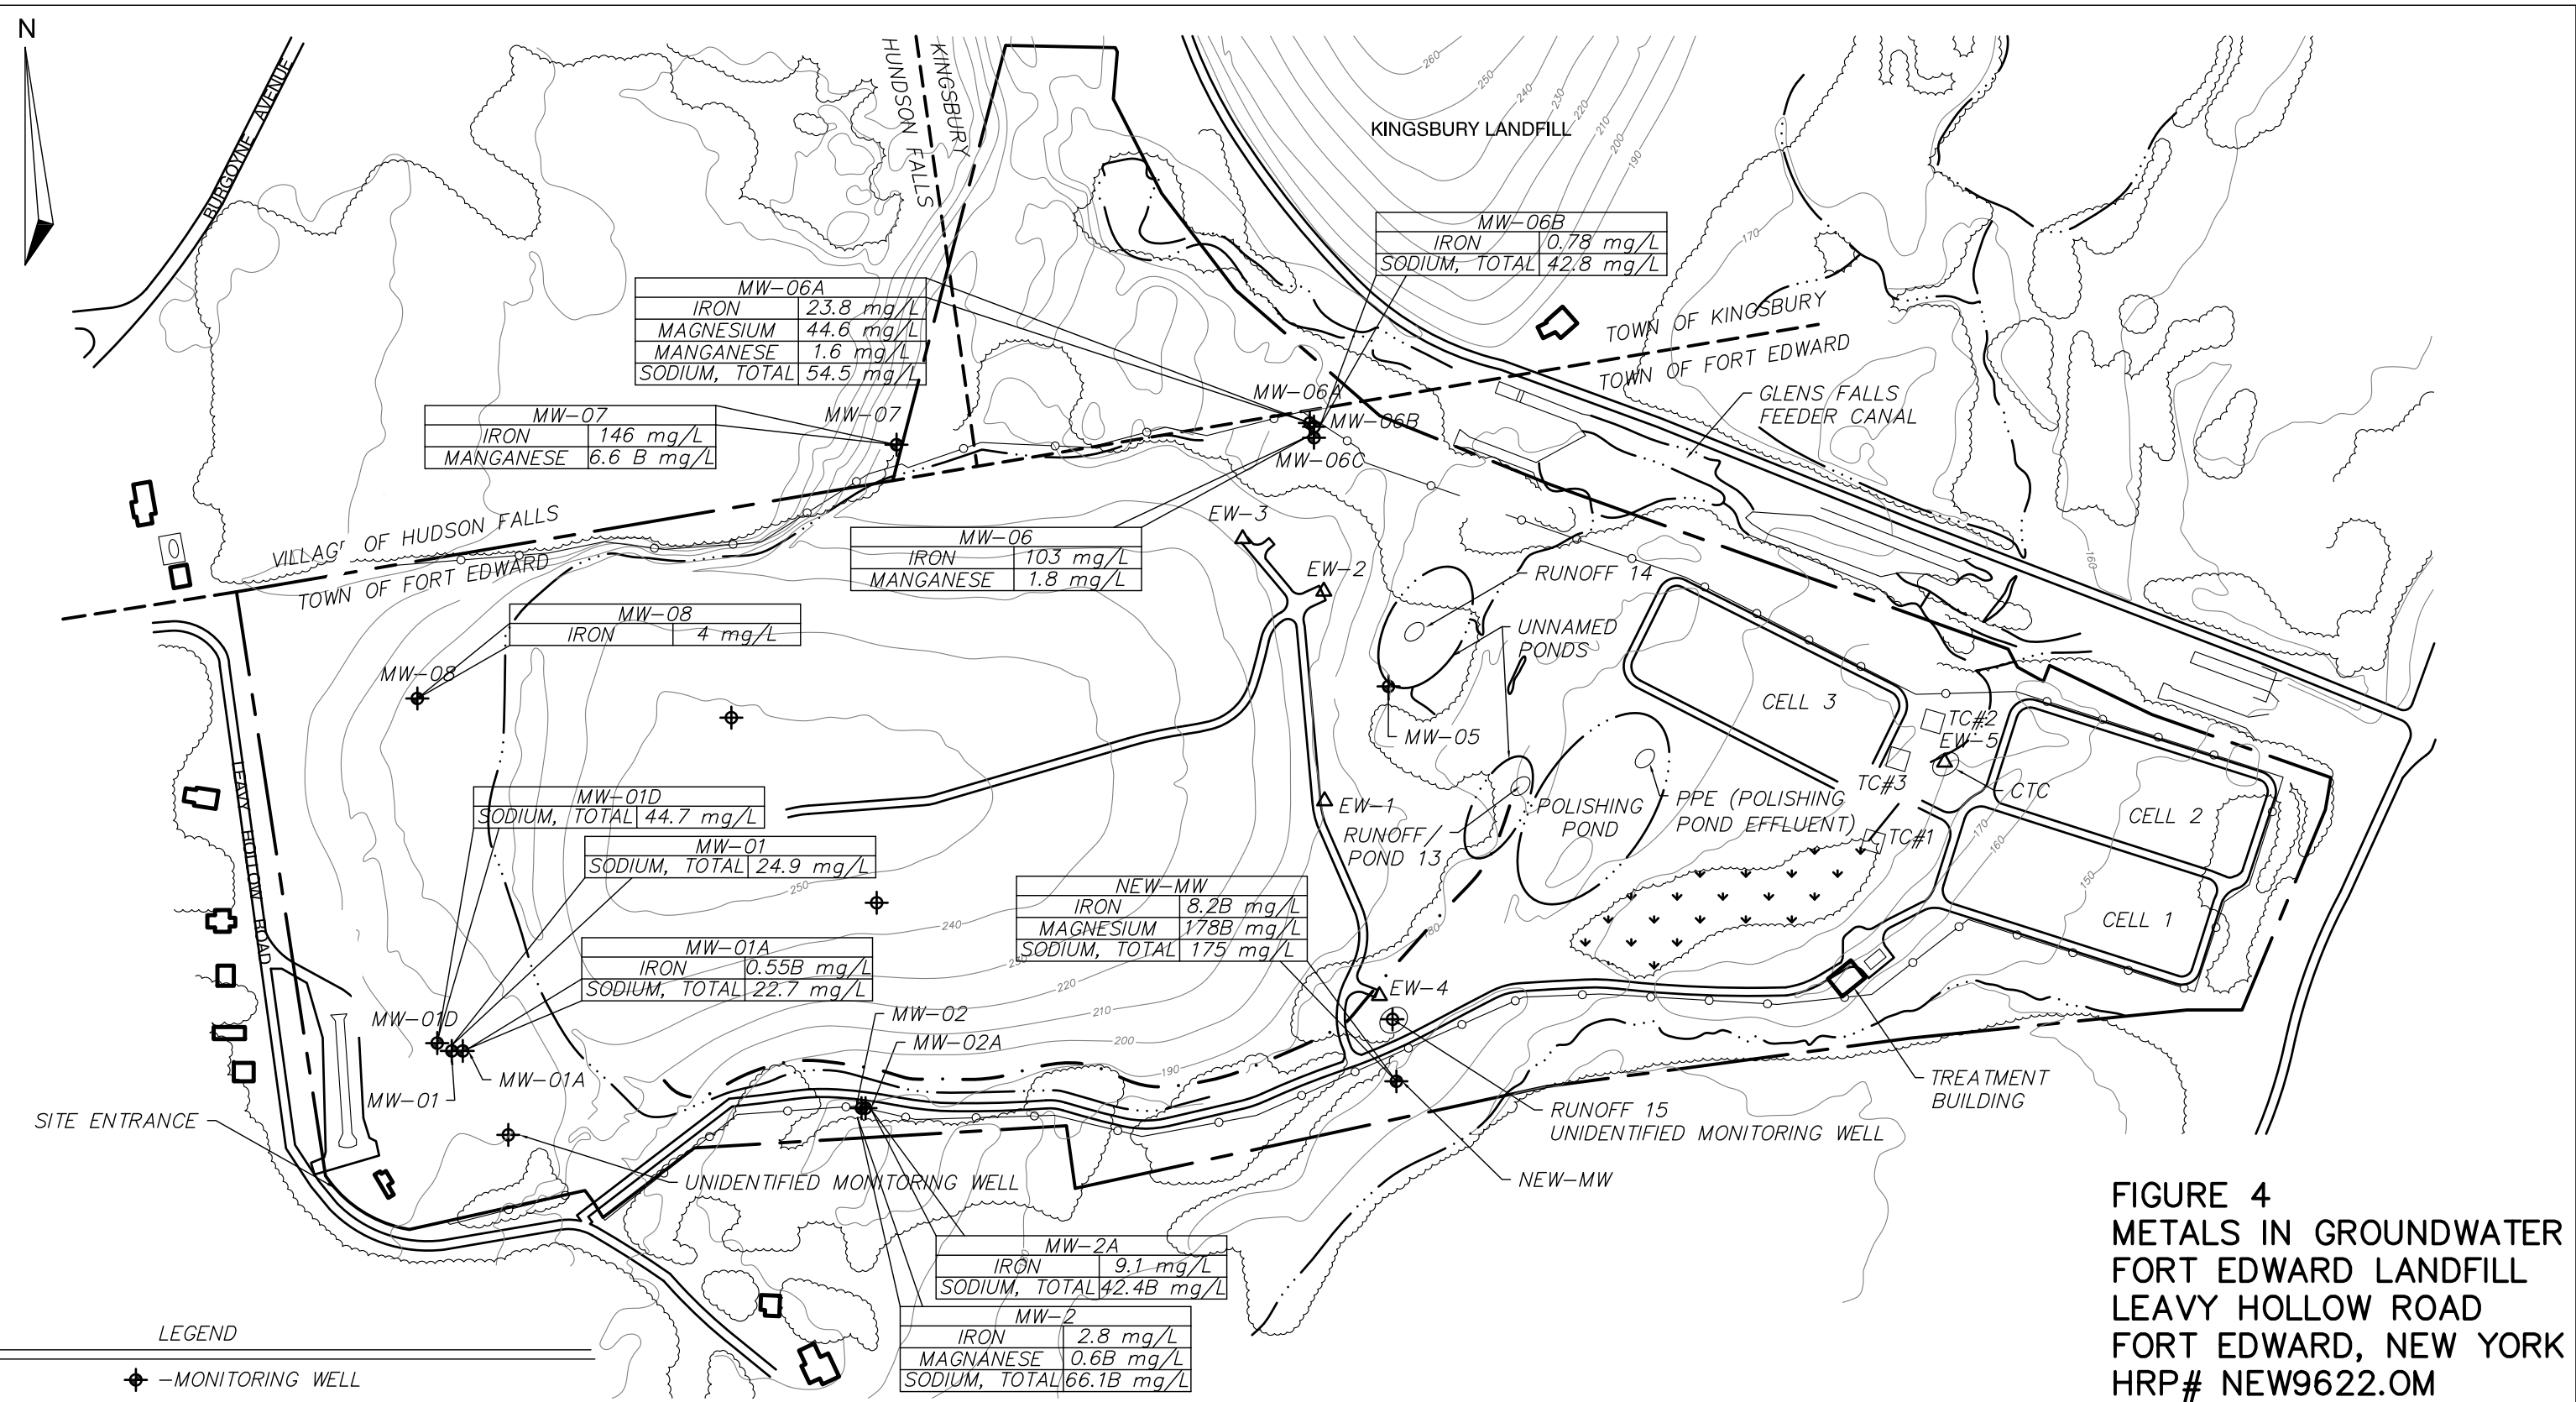 N
BURGOYNE AVENUE
HUNDSON FALLS
KINGSBURY
KINGSBURY LANDFILL
260
250
240
230
220
210
200
190
170
MW-06B
IRON 0.78 mg/L
SODIUM, TOTAL 42.8 mg/L
MW-06A
IRON 23.8 mg/L
MAGNESIUM 44.6 mg/L
MANGANESE 1.6 mg/L
SODIUM, TOTAL 54.5 mg/L
TOWN OF KINGSBURY
TOWN OF FORT EDWARD
GLENS FALLS
FEEDER CANAL
MW-07
IRON 146 mg/L
MANGANESE 6.6 B mg/L
MW-07
MW-06A
MW-06B
MW-06C
VILLAGE OF HUDSON FALLS
TOWN OF FORT EDWARD
MW-06
IRON 103 mg/L
MANGANESE 1.8 mg/L
EW-3
EW-2
RUNOFF 14
UNNAMED
PONDS
160
MW-08
IRON 4 mg/L
MW-08
MW-05
CELL 3
TC#2
EW-5
TC#3
CTC
CELL 2
TC#1
CELL 1
LEAVY HOLLOW ROAD
MW-01D
SODIUM, TOTAL 44.7 mg/L
MW-01
SODIUM, TOTAL 24.9 mg/L
250
EW-1
RUNOFF/
POND 13
POLISHING
POND
PPE (POLISHING
POND EFFLUENT)
170
160
150
NEW-MW
IRON 8.2B mg/L
MAGNESIUM 178B mg/L
SODIUM, TOTAL 175 mg/L
240
80
MW-01A
IRON 0.55B mg/L
SODIUM, TOTAL 22.7 mg/L
220
210
200
190
EW-4
MW-02
MW-02A
MW-01D
MW-01A
MW-01
SITE ENTRANCE
TREATMENT
BUILDING
RUNOFF 15
UNIDENTIFIED MONITORING WELL
NEW-MW
UNIDENTIFIED MONITORING WELL
MW-2A
IRON 9.1 mg/L
SODIUM, TOTAL 42.4B mg/L
MW-2
IRON 2.8 mg/L
MAGNANESE 0.6B mg/L
SODIUM, TOTAL 66.1B mg/L
LEGEND
-MONITORING WELL
FIGURE 4
METALS IN GROUNDWATER
FORT EDWARD LANDFILL
LEAVY HOLLOW ROAD
FORT EDWARD, NEW YORK
HRP# NEW9622.OM